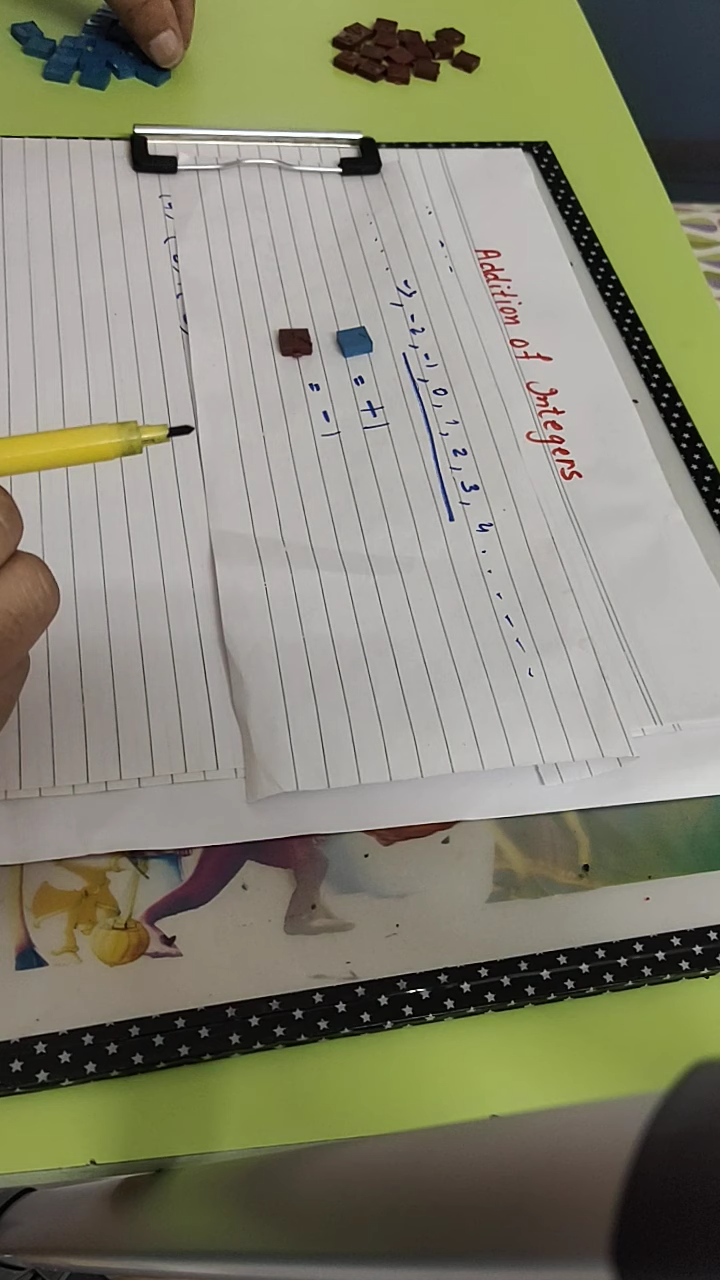 Addition of Integers
-3, -2, -1, 0, 1, 2, 3, 4
= +1
= -1